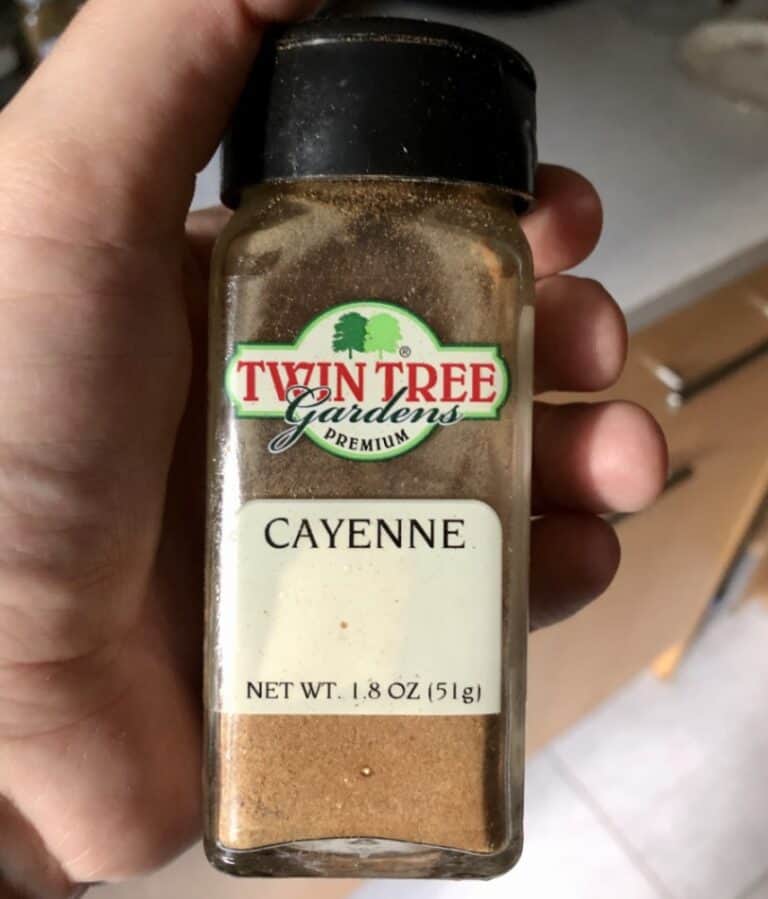 TWIN TREE ®
Gardens
PREMIUM
CAYENNE
NET WT. 1.8 OZ (51g)